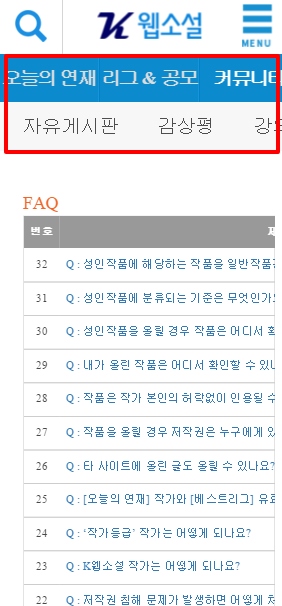 K 웹소설
MENU
오늘의 연재 리그 & 공모 커뮤니티
자유게시판 감상평
FAQ
번호
32 Q : 성인작품에 해당하는 작품을 일반작품
31 Q : 성인작품에 분류되는 기준은 무엇인가
30 Q : 성인작품을 올릴 경우 작품은 어디서
29 Q : 내가 올린 작품은 어디서 확인할 수 있
28 Q : 작품은 작가 본인의 허락없이 인용될 수
27 Q : 작품을 올릴 경우 저작권은 누구에게 있
26 Q : 타 사이트에 올린 글도 올릴 수 있나요?
25 Q : [오늘의 연재] 작가와 [베스트리그] 유료
24 Q : ‘작가등급’ 작가는 어떻게 되나요?
23 Q : K웹소설 작가는 어떻게 되나요?
22 Q : 저작권 침해 문제가 발생하면 어떻게 처